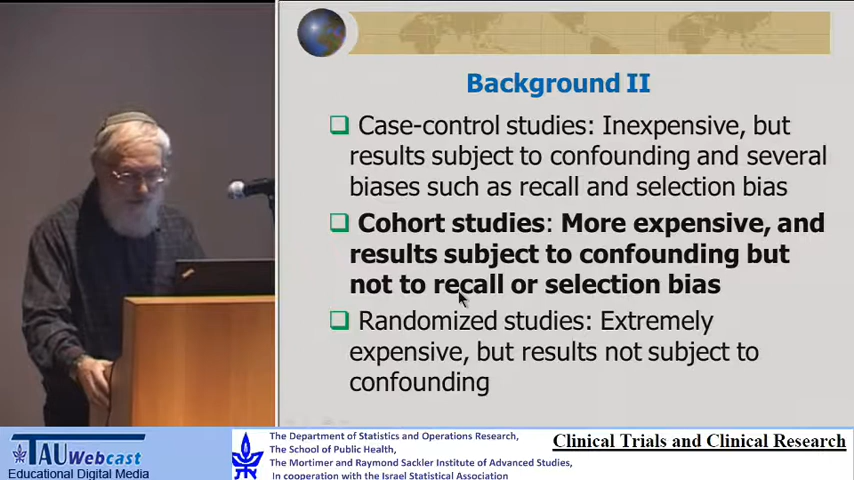 Background II
Case-control studies: Inexpensive, but
results subject to confounding and several
biases such as recall and selection bias
Cohort studies: More expensive, and
results subject to confounding but
not to recall or selection bias
Randomized studies: Extremely
expensive, but results not subject to
confounding
TAU Webcast
Educational Digital Media
The Department of Statistics and Operations Research,
The School of Public Health,
The Mortimer and Raymond Sackler Institute of Advanced Studies,
In cooperation with the Israel Statistical Association
Clinical Trials and Clinical Research